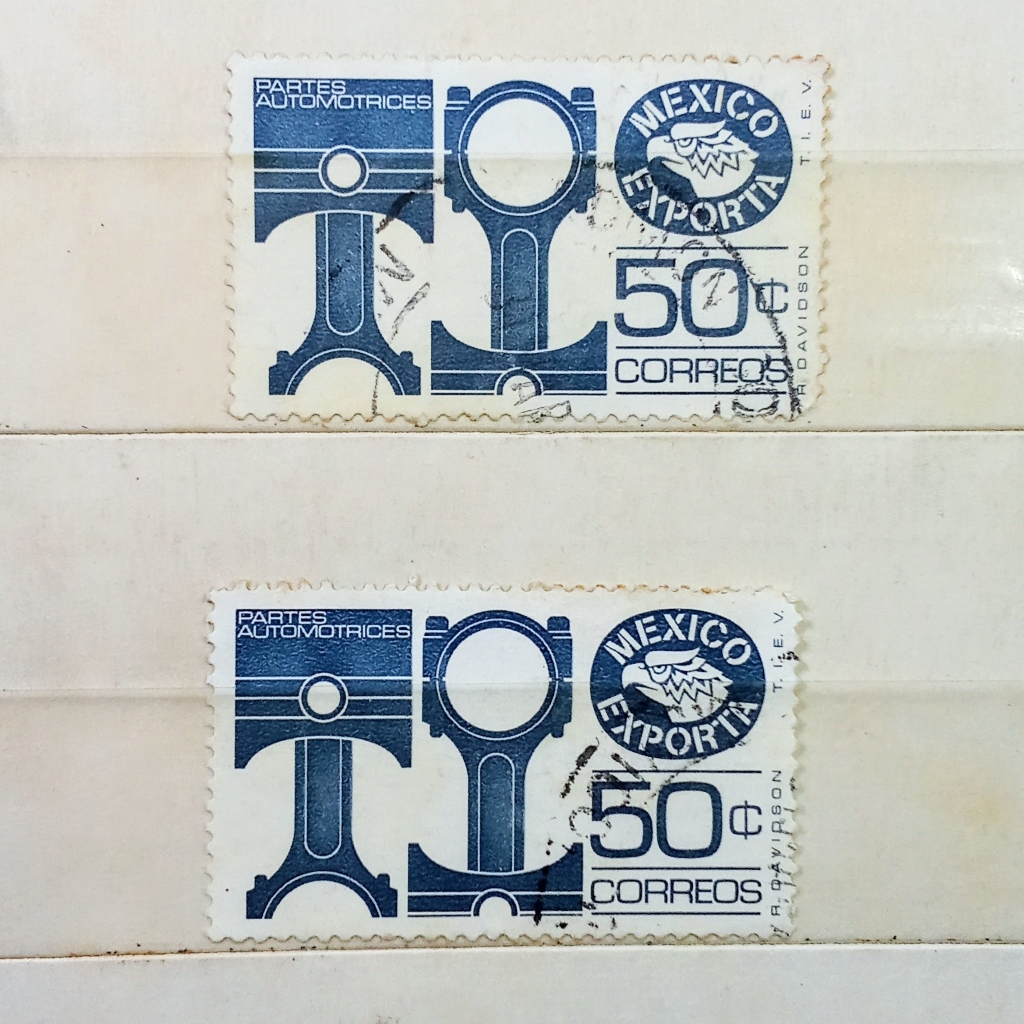 PARTES
AUTOMOTRICES
MEXICO
EXPORTA
50¢
CORREOS
R. DAVIDSON T. I. E. V.
PARTES
AUTOMOTRICES
MEXICO
EXPORTA
50¢
CORREOS
R. DAVIDSON T. I. E. V.